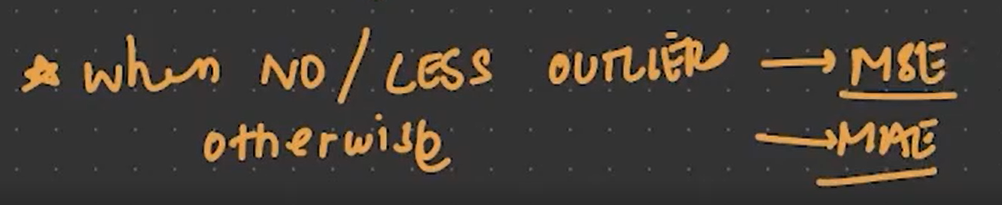 ☆ when NO / LESS OUTLIER → MSE
otherwise → MAE